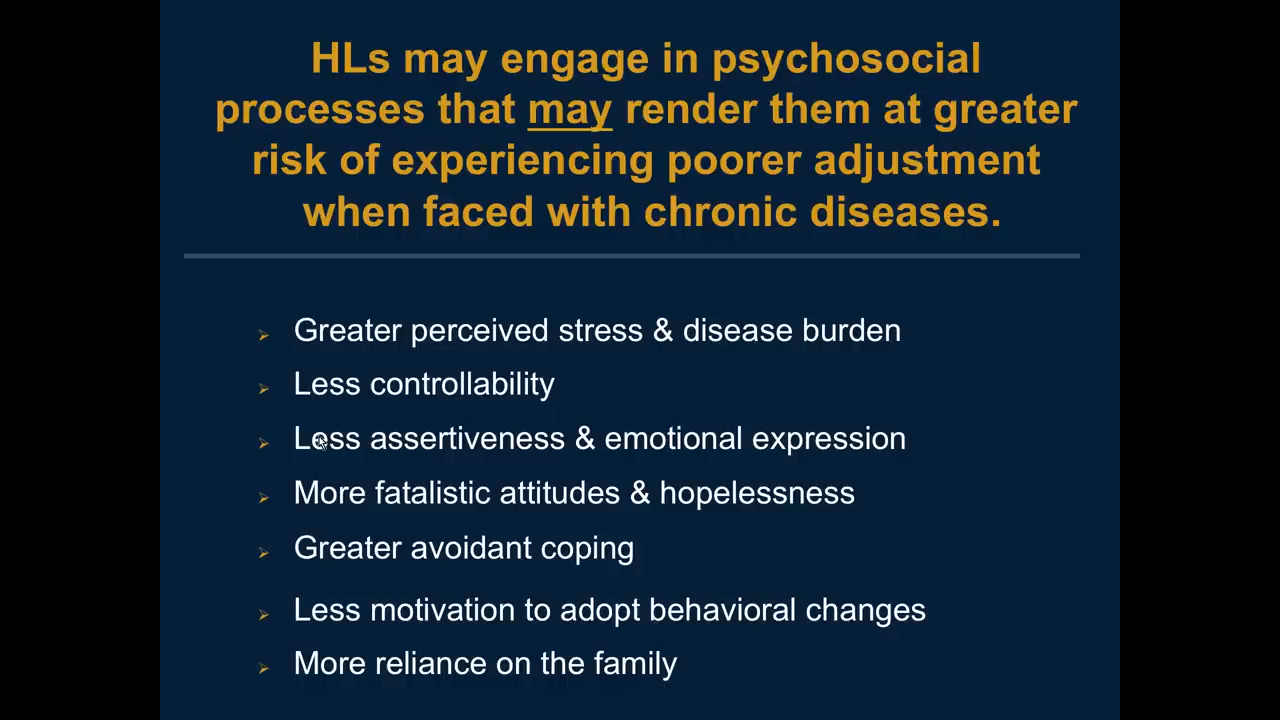 HLs may engage in psychosocial
processes that may render them at greater
risk of experiencing poorer adjustment
when faced with chronic diseases.
Greater perceived stress & disease burden
Less controllability
Less assertiveness & emotional expression
More fatalistic attitudes & hopelessness
Greater avoidant coping
Less motivation to adopt behavioral changes
More reliance on the family